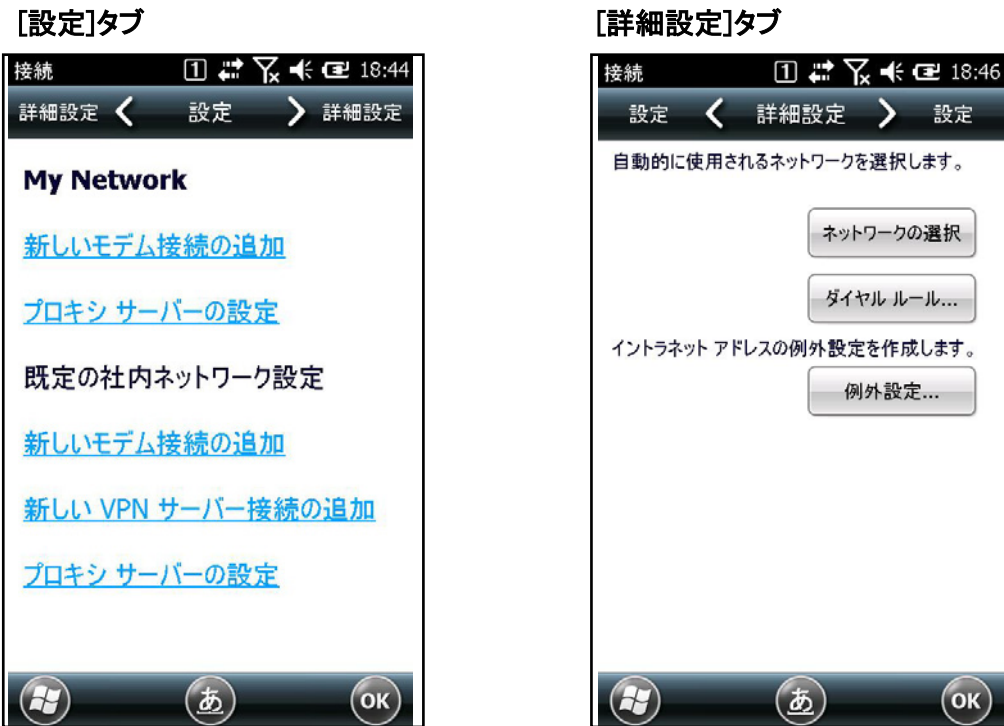 [設定]タブ
接続 1 18:44
詳細設定 設定 詳細設定
My Network
新しいモデム接続の追加
プロキシ サーバーの設定
既定の社内ネットワーク設定
新しいモデム接続の追加
新しい VPN サーバー接続の追加
プロキシ サーバーの設定
あ OK
[詳細設定]タブ
接続 1 18:46
設定 詳細設定 設定
自動的に使用されるネットワークを選択します。
ネットワークの選択
ダイヤル ルール...
イントラネット アドレスの例外設定を作成します。
例外設定...
あ OK